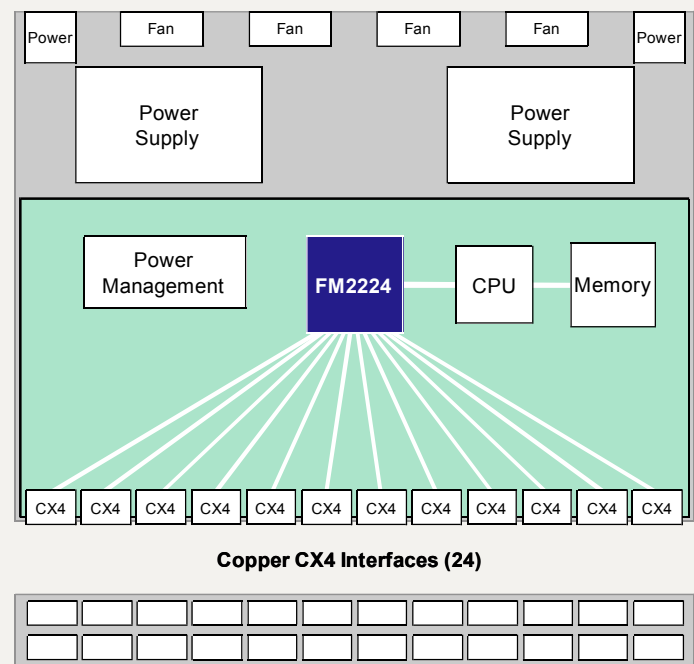 Power
Fan
Fan
Fan
Fan
Power
Power
Supply
Power
Supply
Power
Management
FM2224
CPU
Memory
CX4
CX4
CX4
CX4
CX4
CX4
CX4
CX4
CX4
CX4
CX4
CX4
Copper CX4 Interfaces (24)